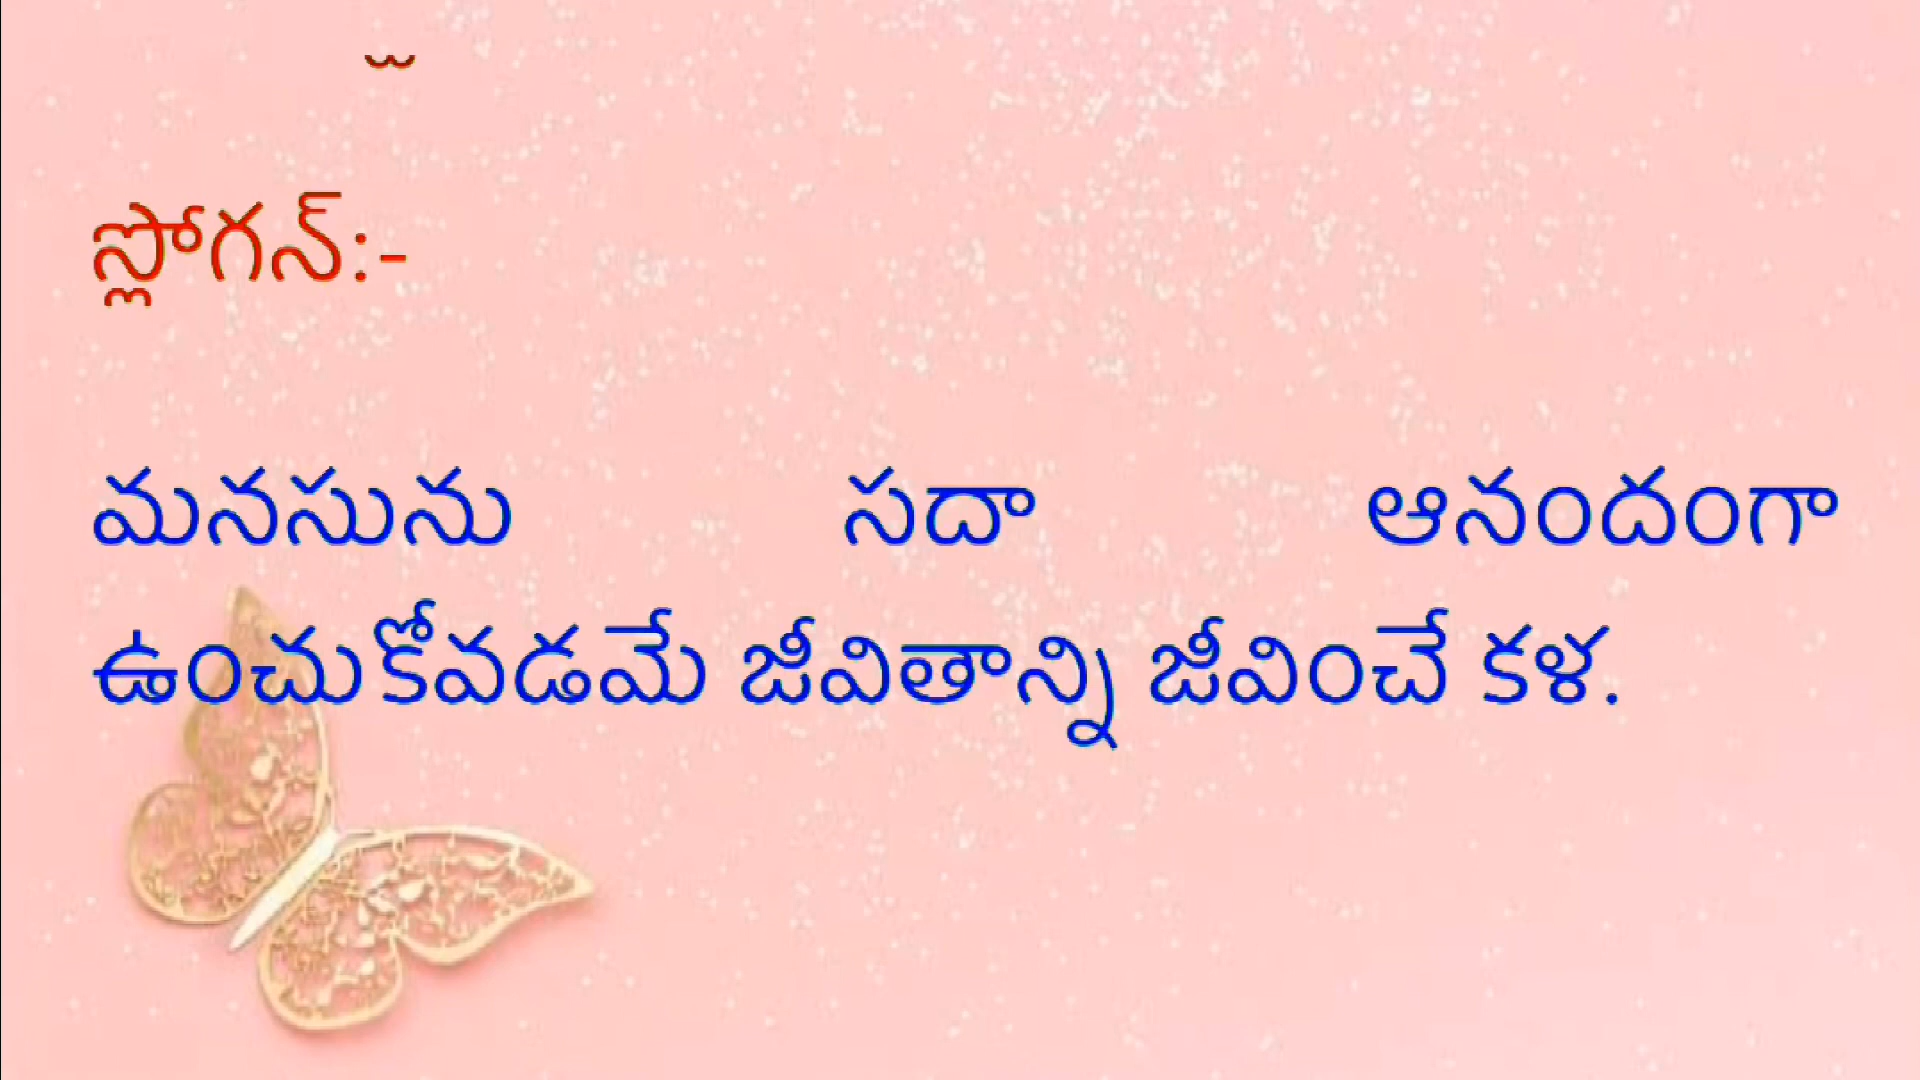 స్లోగన్:-
మనసును సదా ఆనందంగా
ఉంచుకోవడమే జీవితాన్ని జీవించే కళ.